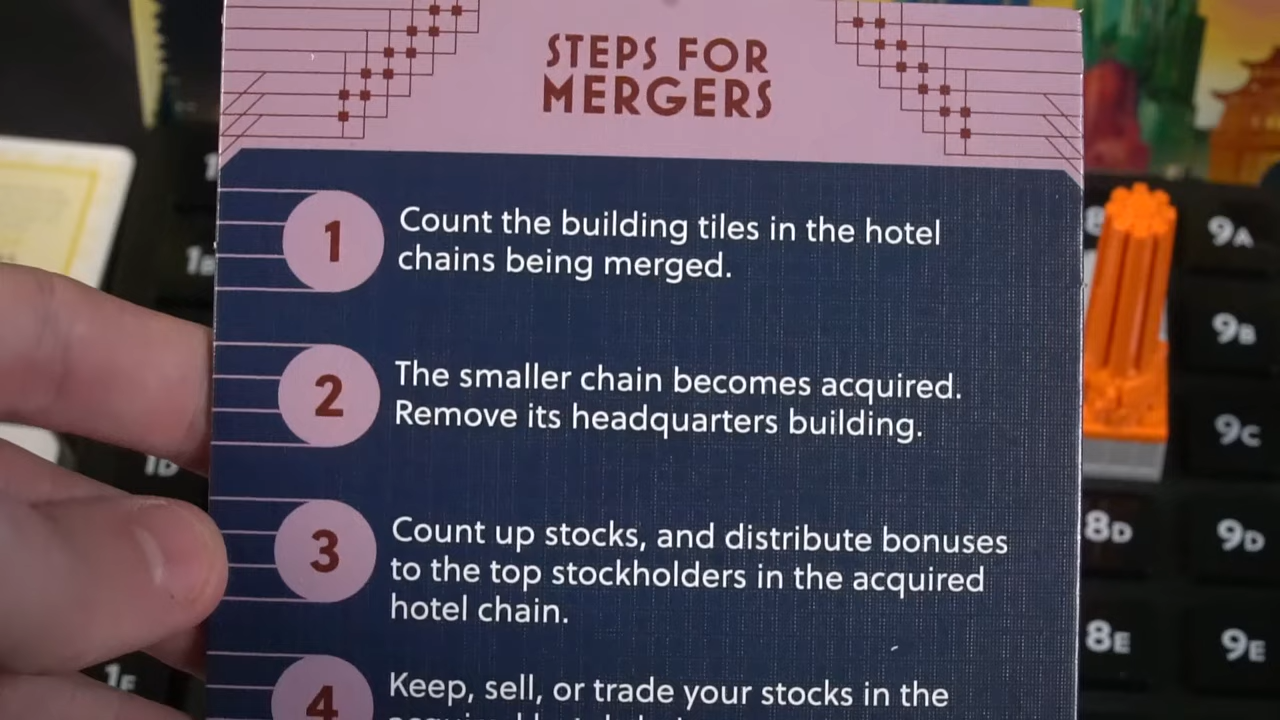 STEPS FOR
MERGERS
1
Count the building tiles in the hotel
chains being merged.
2
The smaller chain becomes acquired.
Remove its headquarters building.
3
Count up stocks, and distribute bonuses
to the top stockholders in the acquired
hotel chain.
4
Keep, sell, or trade your stocks in the
1D
9A
9B
9C
8D
9D
8E
9E